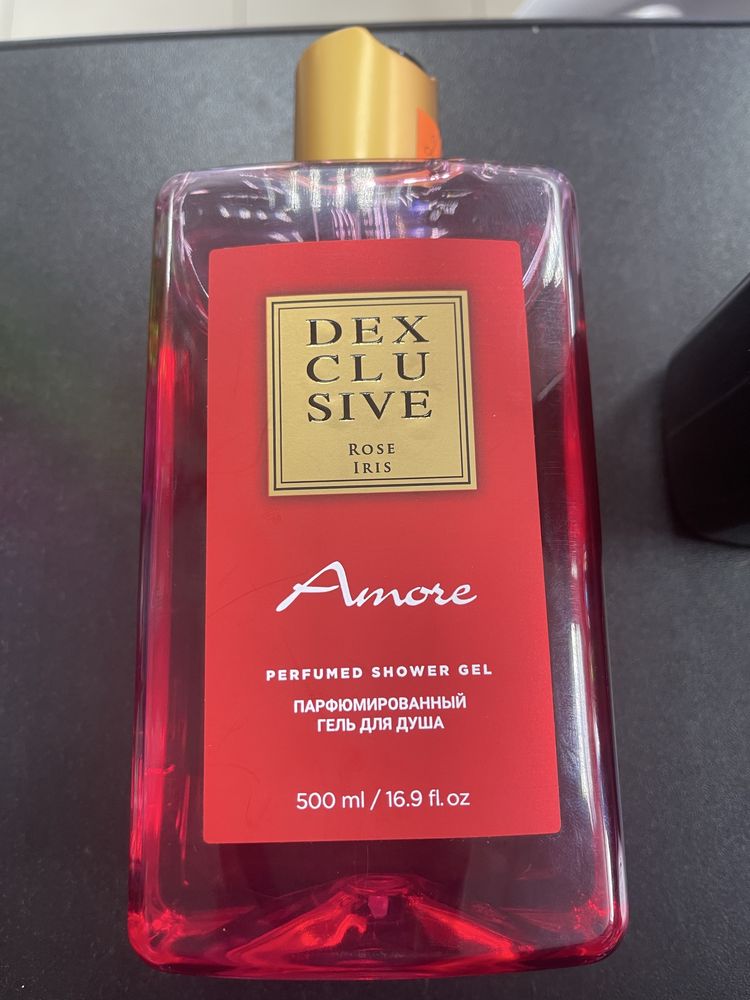 DEX
CLU
SIVE
ROSE
IRIS
Amore
PERFUMED SHOWER GEL
ПАРФЮМИРОВАННЫЙ
ГЕЛЬ ДЛЯ ДУША
500 ml / 16.9 fl. oz